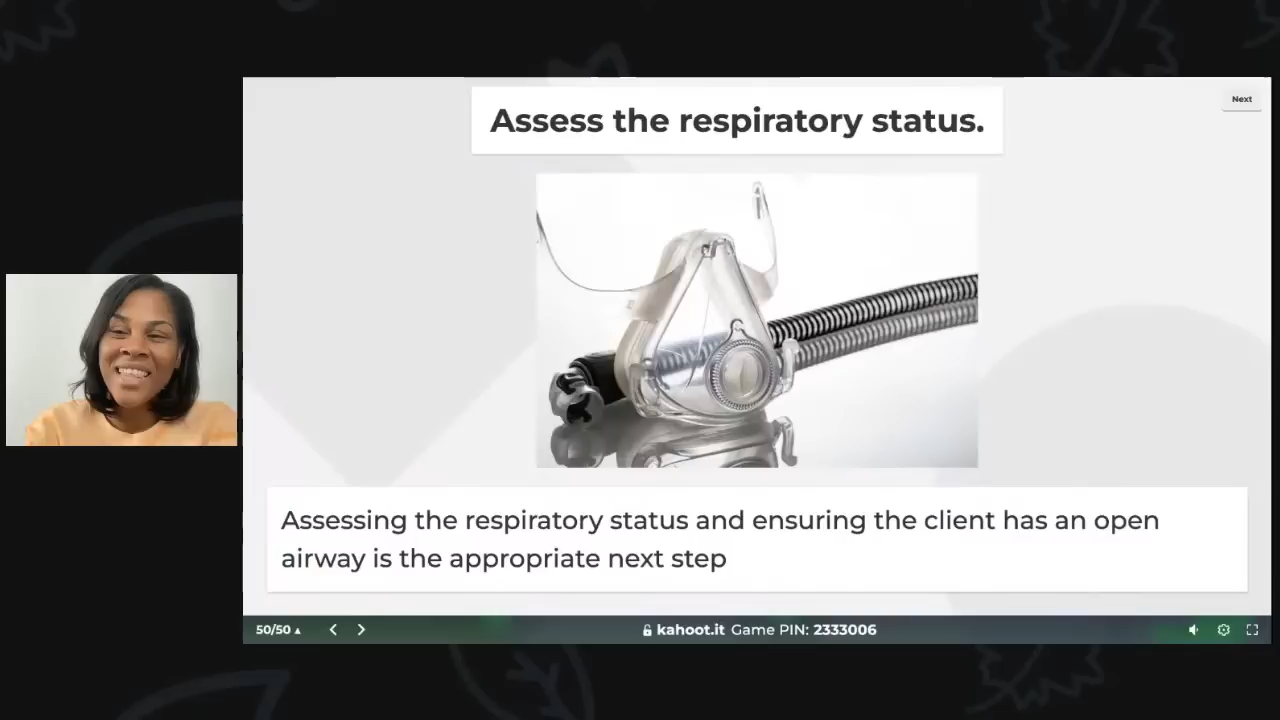 Assess the respiratory status.
Next
Assessing the respiratory status and ensuring the client has an open
airway is the appropriate next step
50/50 ▲
kahoot.it Game PIN: 2333006